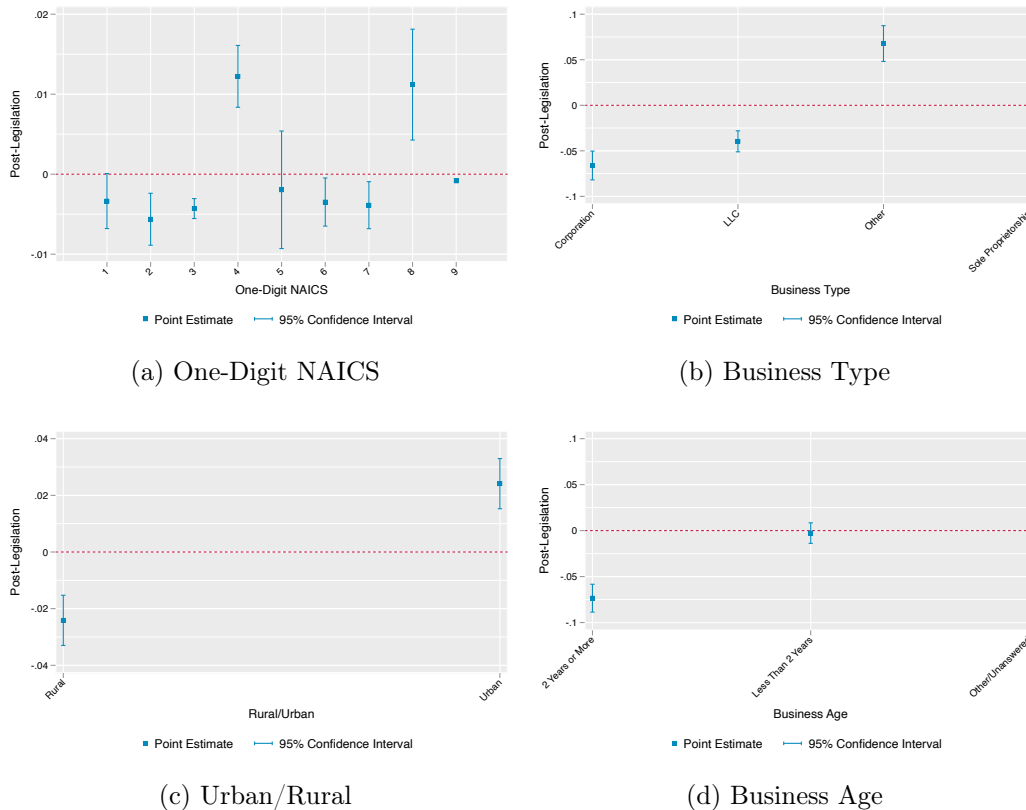 .02
.01
0
-.01
Post-Legislation
1 2 3 4 5 6 7 8 9
One-Digit NAICS
Point Estimate 95% Confidence Interval
(a) One-Digit NAICS
.1
.05
0
-.05
-.1
Post-Legislation
Corporation LLC Other Sole Proprietorship
Business Type
Point Estimate 95% Confidence Interval
(b) Business Type
.04
.02
0
-.02
-.04
Post-Legislation
Rural Urban
Rural/Urban
Point Estimate 95% Confidence Interval
(c) Urban/Rural
.1
.05
0
-.05
-.1
Post-Legislation
2 Years or More Less Than 2 Years Other/Unanswered
Business Age
Point Estimate 95% Confidence Interval
(d) Business Age